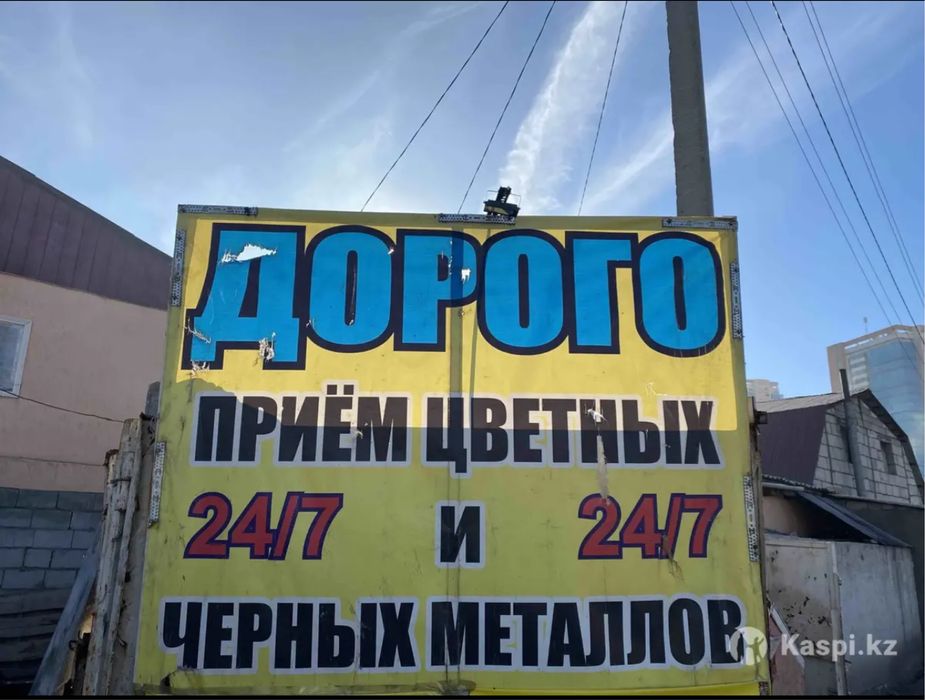 ДОРОГО
ПРИЁМ ЦВЕТНЫХ
24/7 И 24/7
ЧЕРНЫХ МЕТАЛЛОВ
Kaspi.kz